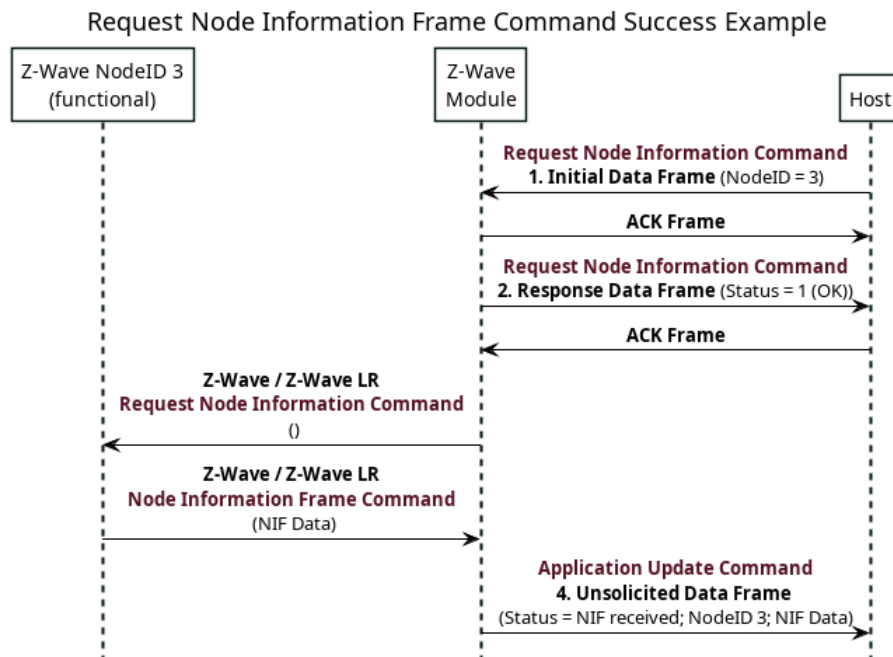 Request Node Information Frame Command Success Example
Z-Wave NodeID 3
(functional)
Z-Wave
Module
Host
Request Node Information Command
1. Initial Data Frame (NodeID = 3)
ACK Frame
Request Node Information Command
2. Response Data Frame (Status = 1 (OK))
ACK Frame
Z-Wave / Z-Wave LR
Request Node Information Command
()
Z-Wave / Z-Wave LR
Node Information Frame Command
(NIF Data)
Application Update Command
4. Unsolicited Data Frame
(Status = NIF received; NodeID 3; NIF Data)